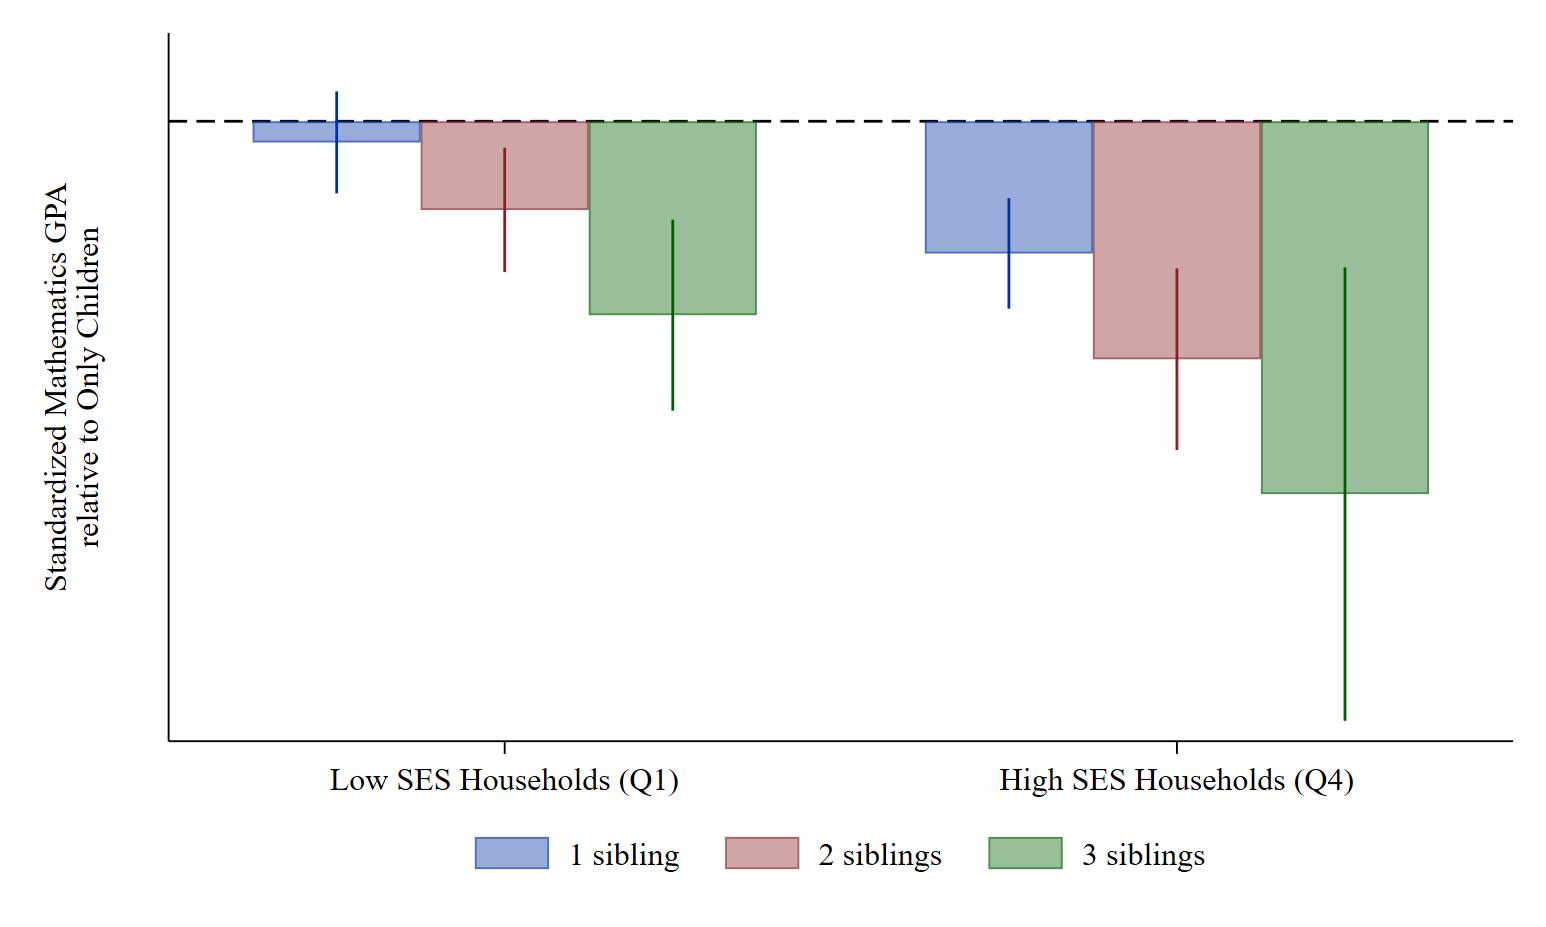 Standardized Mathematics GPA
relative to Only Children
Low SES Households (Q1)
High SES Households (Q4)
1 sibling
2 siblings
3 siblings